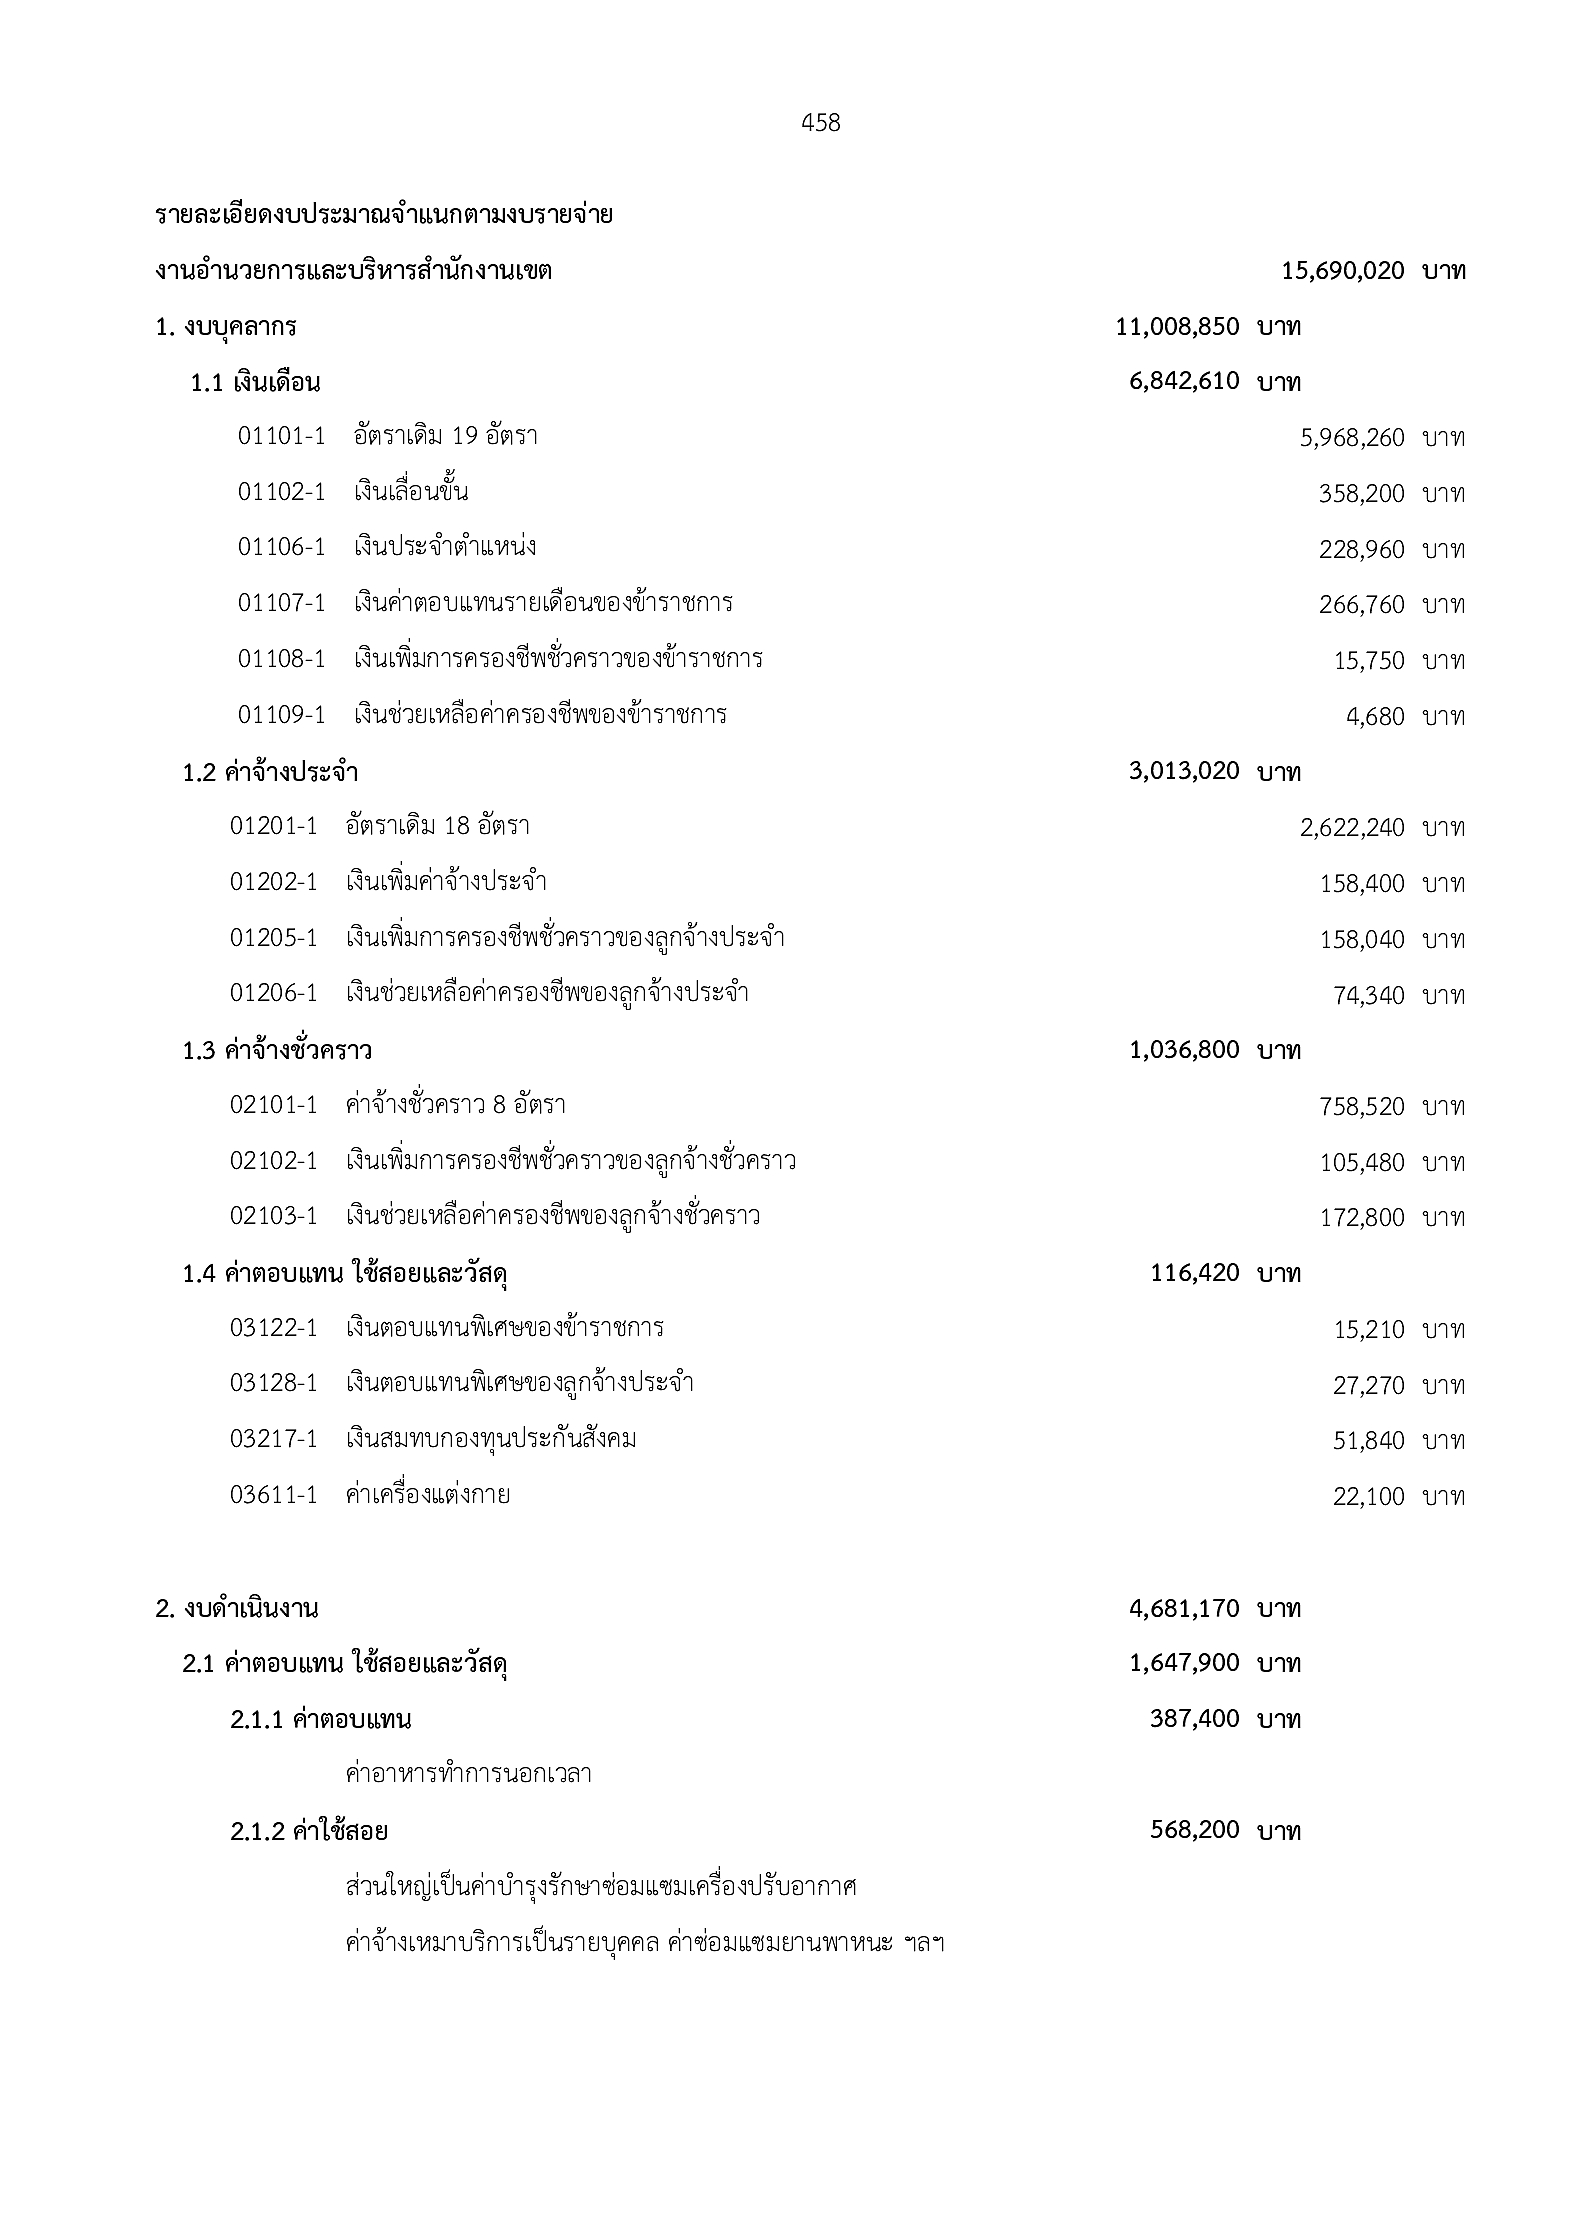 458
รายละเอียดงบประมาณจำแนกตามงบรายจ่าย
งานอำนวยการและบริหารสำนักงานเขต 15,690,020 บาท
1. งบบุคลากร 11,008,850 บาท
1.1 เงินเดือน 6,842,610 บาท
01101-1 อัตราเดิม 19 อัตรา 5,968,260 บาท
01102-1 เงินเลื่อนขั้น 358,200 บาท
01106-1 เงินประจำตำแหน่ง 228,960 บาท
01107-1 เงินค่าตอบแทนรายเดือนของข้าราชการ 266,760 บาท
01108-1 เงินเพิ่มการครองชีพชั่วคราวของข้าราชการ 15,750 บาท
01109-1 เงินช่วยเหลือค่าครองชีพของข้าราชการ 4,680 บาท
1.2 ค่าจ้างประจำ 3,013,020 บาท
01201-1 อัตราเดิม 18 อัตรา 2,622,240 บาท
01202-1 เงินเพิ่มค่าจ้างประจำ 158,400 บาท
01205-1 เงินเพิ่มการครองชีพชั่วคราวของลูกจ้างประจำ 158,040 บาท
01206-1 เงินช่วยเหลือค่าครองชีพของลูกจ้างประจำ 74,340 บาท
1.3 ค่าจ้างชั่วคราว 1,036,800 บาท
02101-1 ค่าจ้างชั่วคราว 8 อัตรา 758,520 บาท
02102-1 เงินเพิ่มการครองชีพชั่วคราวของลูกจ้างชั่วคราว 105,480 บาท
02103-1 เงินช่วยเหลือค่าครองชีพของลูกจ้างชั่วคราว 172,800 บาท
1.4 ค่าตอบแทน ใช้สอยและวัสดุ 116,420 บาท
03122-1 เงินตอบแทนพิเศษของข้าราชการ 15,210 บาท
03128-1 เงินตอบแทนพิเศษของลูกจ้างประจำ 27,270 บาท
03217-1 เงินสมทบกองทุนประกันสังคม 51,840 บาท
03611-1 ค่าเครื่องแต่งกาย 22,100 บาท
2. งบดำเนินงาน 4,681,170 บาท
2.1 ค่าตอบแทน ใช้สอยและวัสดุ 1,647,900 บาท
2.1.1 ค่าตอบแทน 387,400 บาท
ค่าอาหารทำการนอกเวลา
2.1.2 ค่าใช้สอย 568,200 บาท
ส่วนใหญ่เป็นค่าบำรุงรักษาซ่อมแซมเครื่องปรับอากาศ
ค่าจ้างเหมาบริการเป็นรายบุคคล ค่าซ่อมแซมยานพาหนะ ฯลฯ